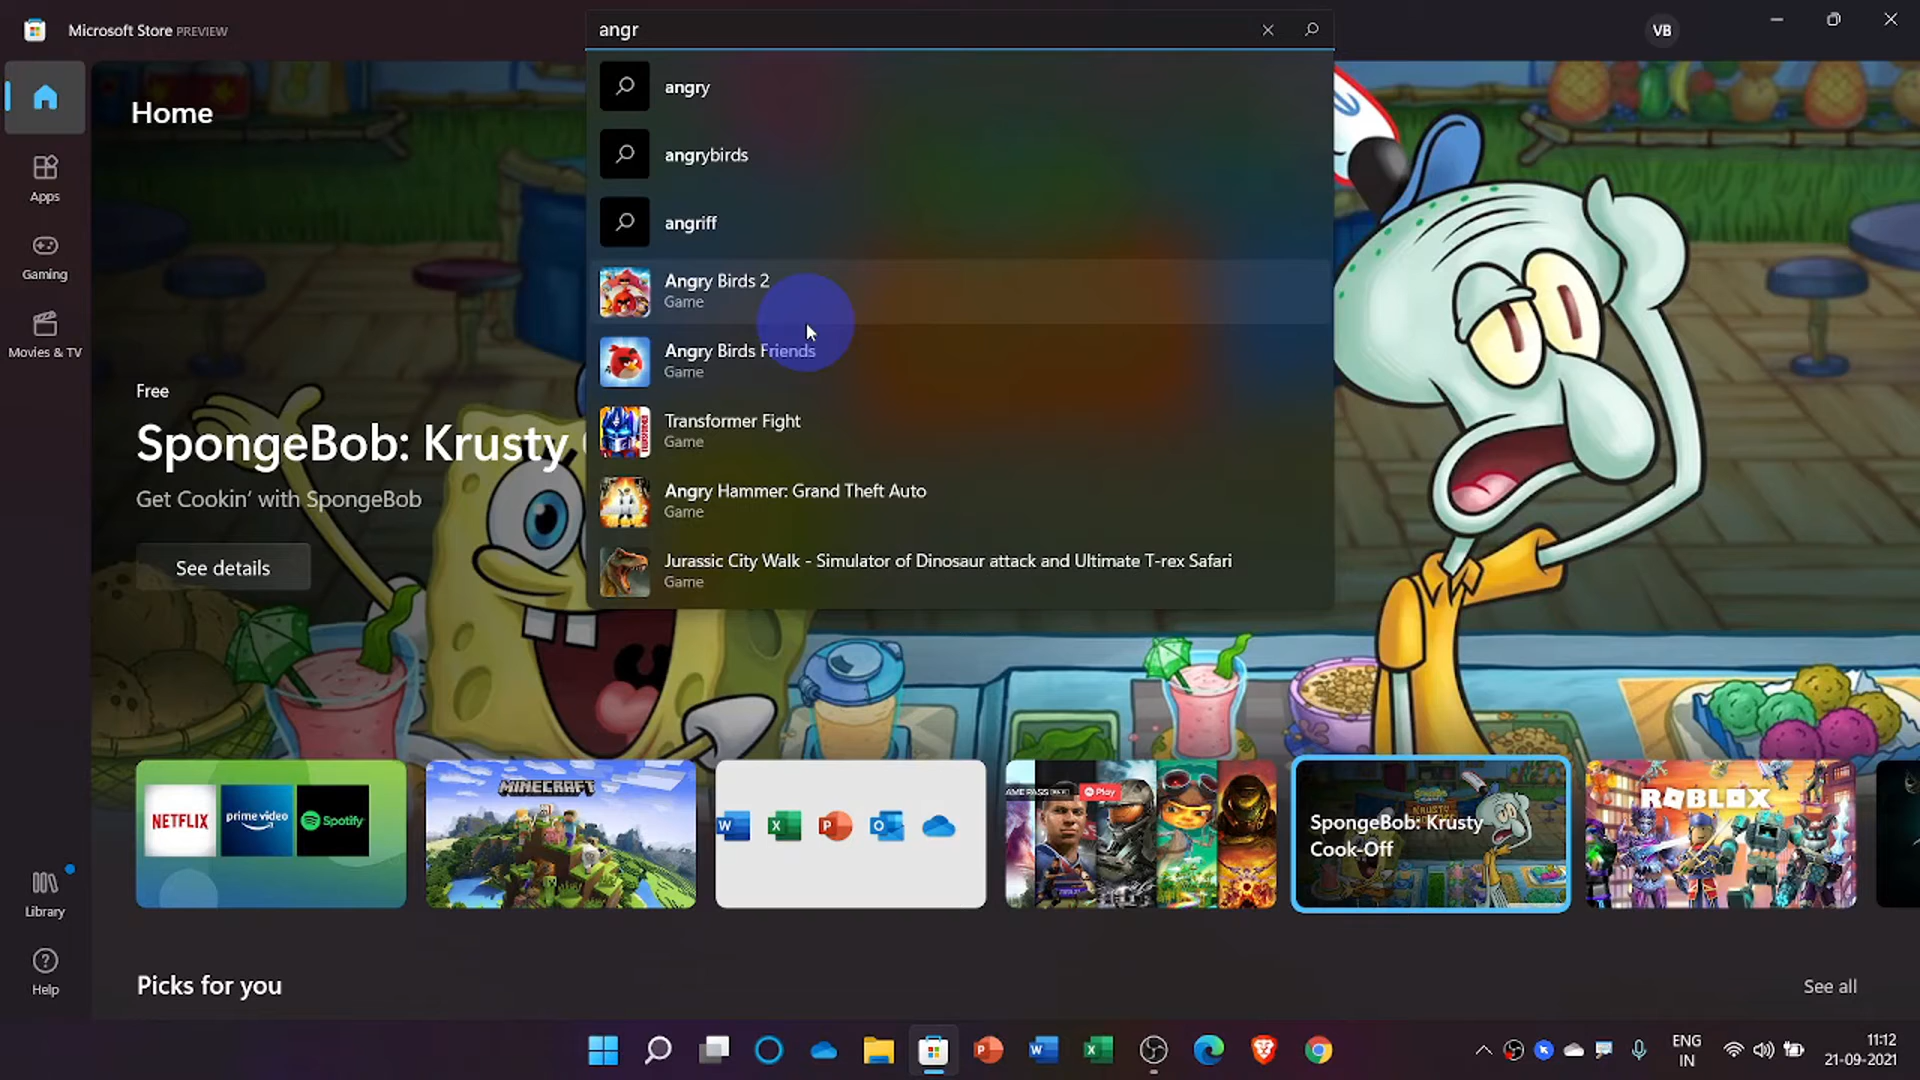 Microsoft Store PREVIEW
angr
VB
Home
Apps
Gaming
Movies & TV
Library
Help
angry
angrybirds
angriff
Angry Birds 2
Game
Angry Birds Friends
Game
Transformer Fight
Game
Angry Hammer: Grand Theft Auto
Game
Jurassic City Walk - Simulator of Dinosaur attack and Ultimate T-rex Safari
Game
Free
SpongeBob: Krusty
Get Cookin' with SpongeBob
See details
NETFLIX
prime video
Spotify
MINECRAFT
W
X
P
O
AME PASS
Play
SpongeBob: Krusty
Cook-Off
ROBLOX
Picks for you
See all
P
W
X
ENG
IN
11:12
21-09-2021